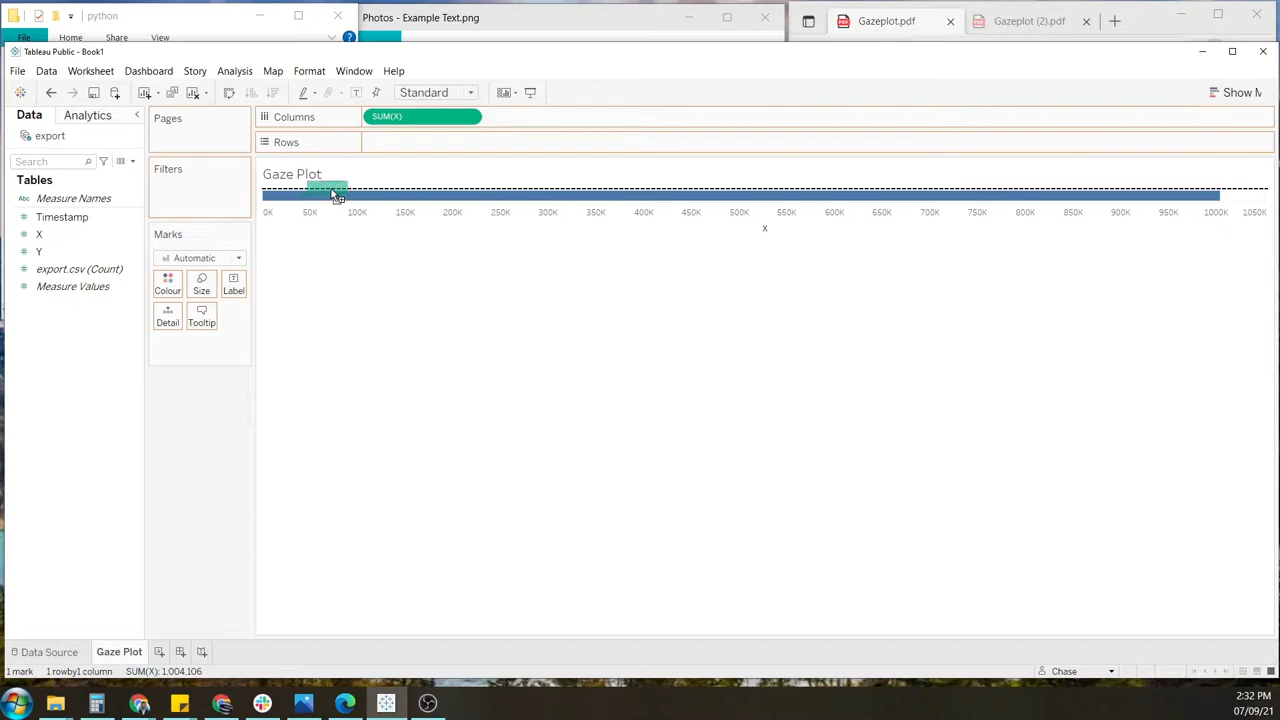 python
Photos - Example Text.png
Gazeplot.pdf
Gazeplot (2).pdf
File
Home
Share
View
Tableau Public - Book1
File
Data
Worksheet
Dashboard
Story
Analysis
Map
Format
Window
Help
Standard
Show M
Data
Analytics
Pages
Columns
SUM(X)
export
Rows
Search
Filters
Gaze Plot
Tables
Abc Measure Names
Timestamp
X
Y
export.csv (Count)
Measure Values
0K 50K 100K 150K 200K 250K 300K 350K 400K 450K 500K 550K 600K 650K 700K 750K 800K 850K 900K 950K 1000K 1050K
X
Marks
Automatic
Colour
Size
Label
Detail
Tooltip
Data Source
Gaze Plot
1 mark
1 rowby1 column
SUM(X): 1.004.106
Chase
2:32 PM
07/09/21